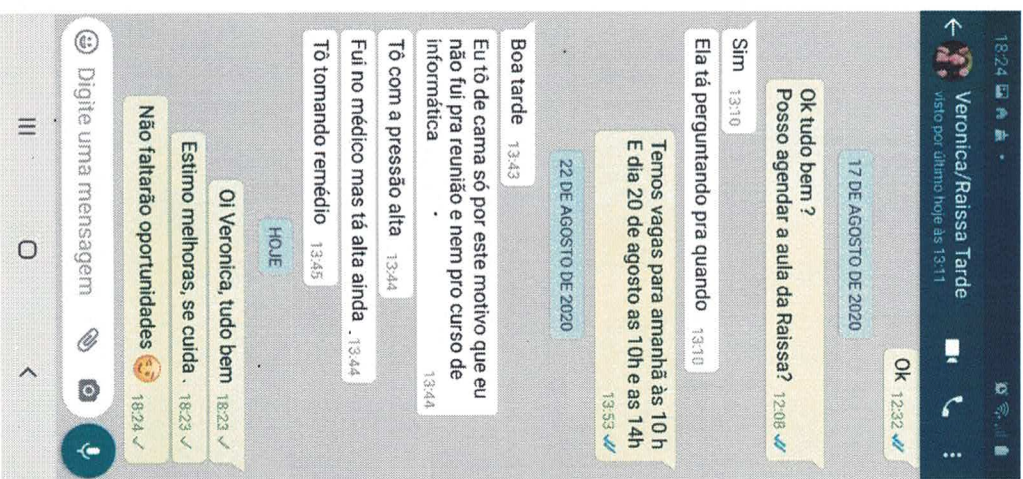 18:24
Veronica/Raissa Tarde
visto por último hoje às 13:11
Ok 12:32
17 DE AGOSTO DE 2020
Ok tudo bem ?
Posso agendar a aula da Raissa? 12:08
Sim 13:10
Ela tá perguntando pra quando 13:10
Temos vagas para amanhã às 10 h
E dia 20 de agosto as 10h e as 14h
13:53
22 DE AGOSTO DE 2020
Boa tarde 13:43
Eu tô de cama só por este motivo que eu
não fui pra reunião e nem pro curso de
informática 13:44
Tô com a pressão alta 13:44
Fui no médico mas tá alta ainda . 13:44
Tô tomando remédio 13:45
HOJE
Oi Veronica, tudo bem 18:23
Estimo melhoras, se cuida . 18:23
Não faltarão oportunidades 18:24
Digite uma mensagem